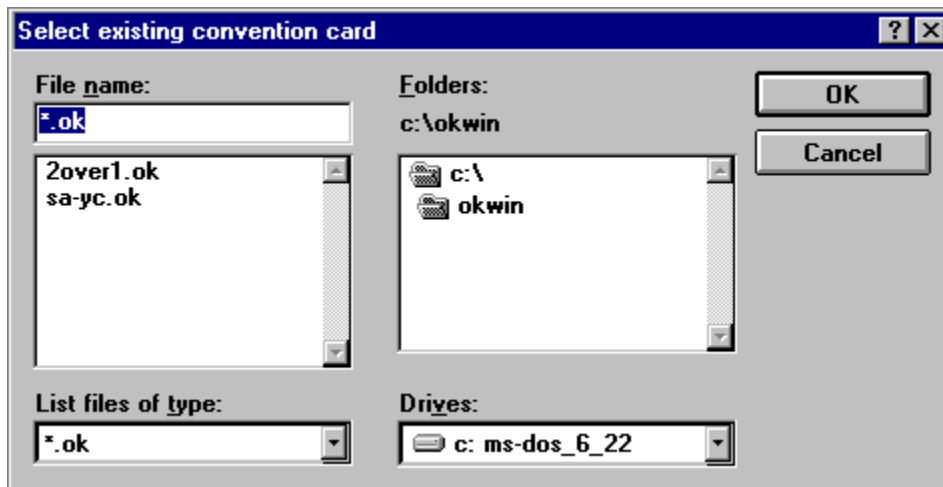 Select existing convention card
File name:
*.ok
2over1.ok
sa-yc.ok
List files of type:
*.ok
Folders:
c:\okwin
c:\
okwin
Drives:
c: ms-dos_6_22
OK
Cancel